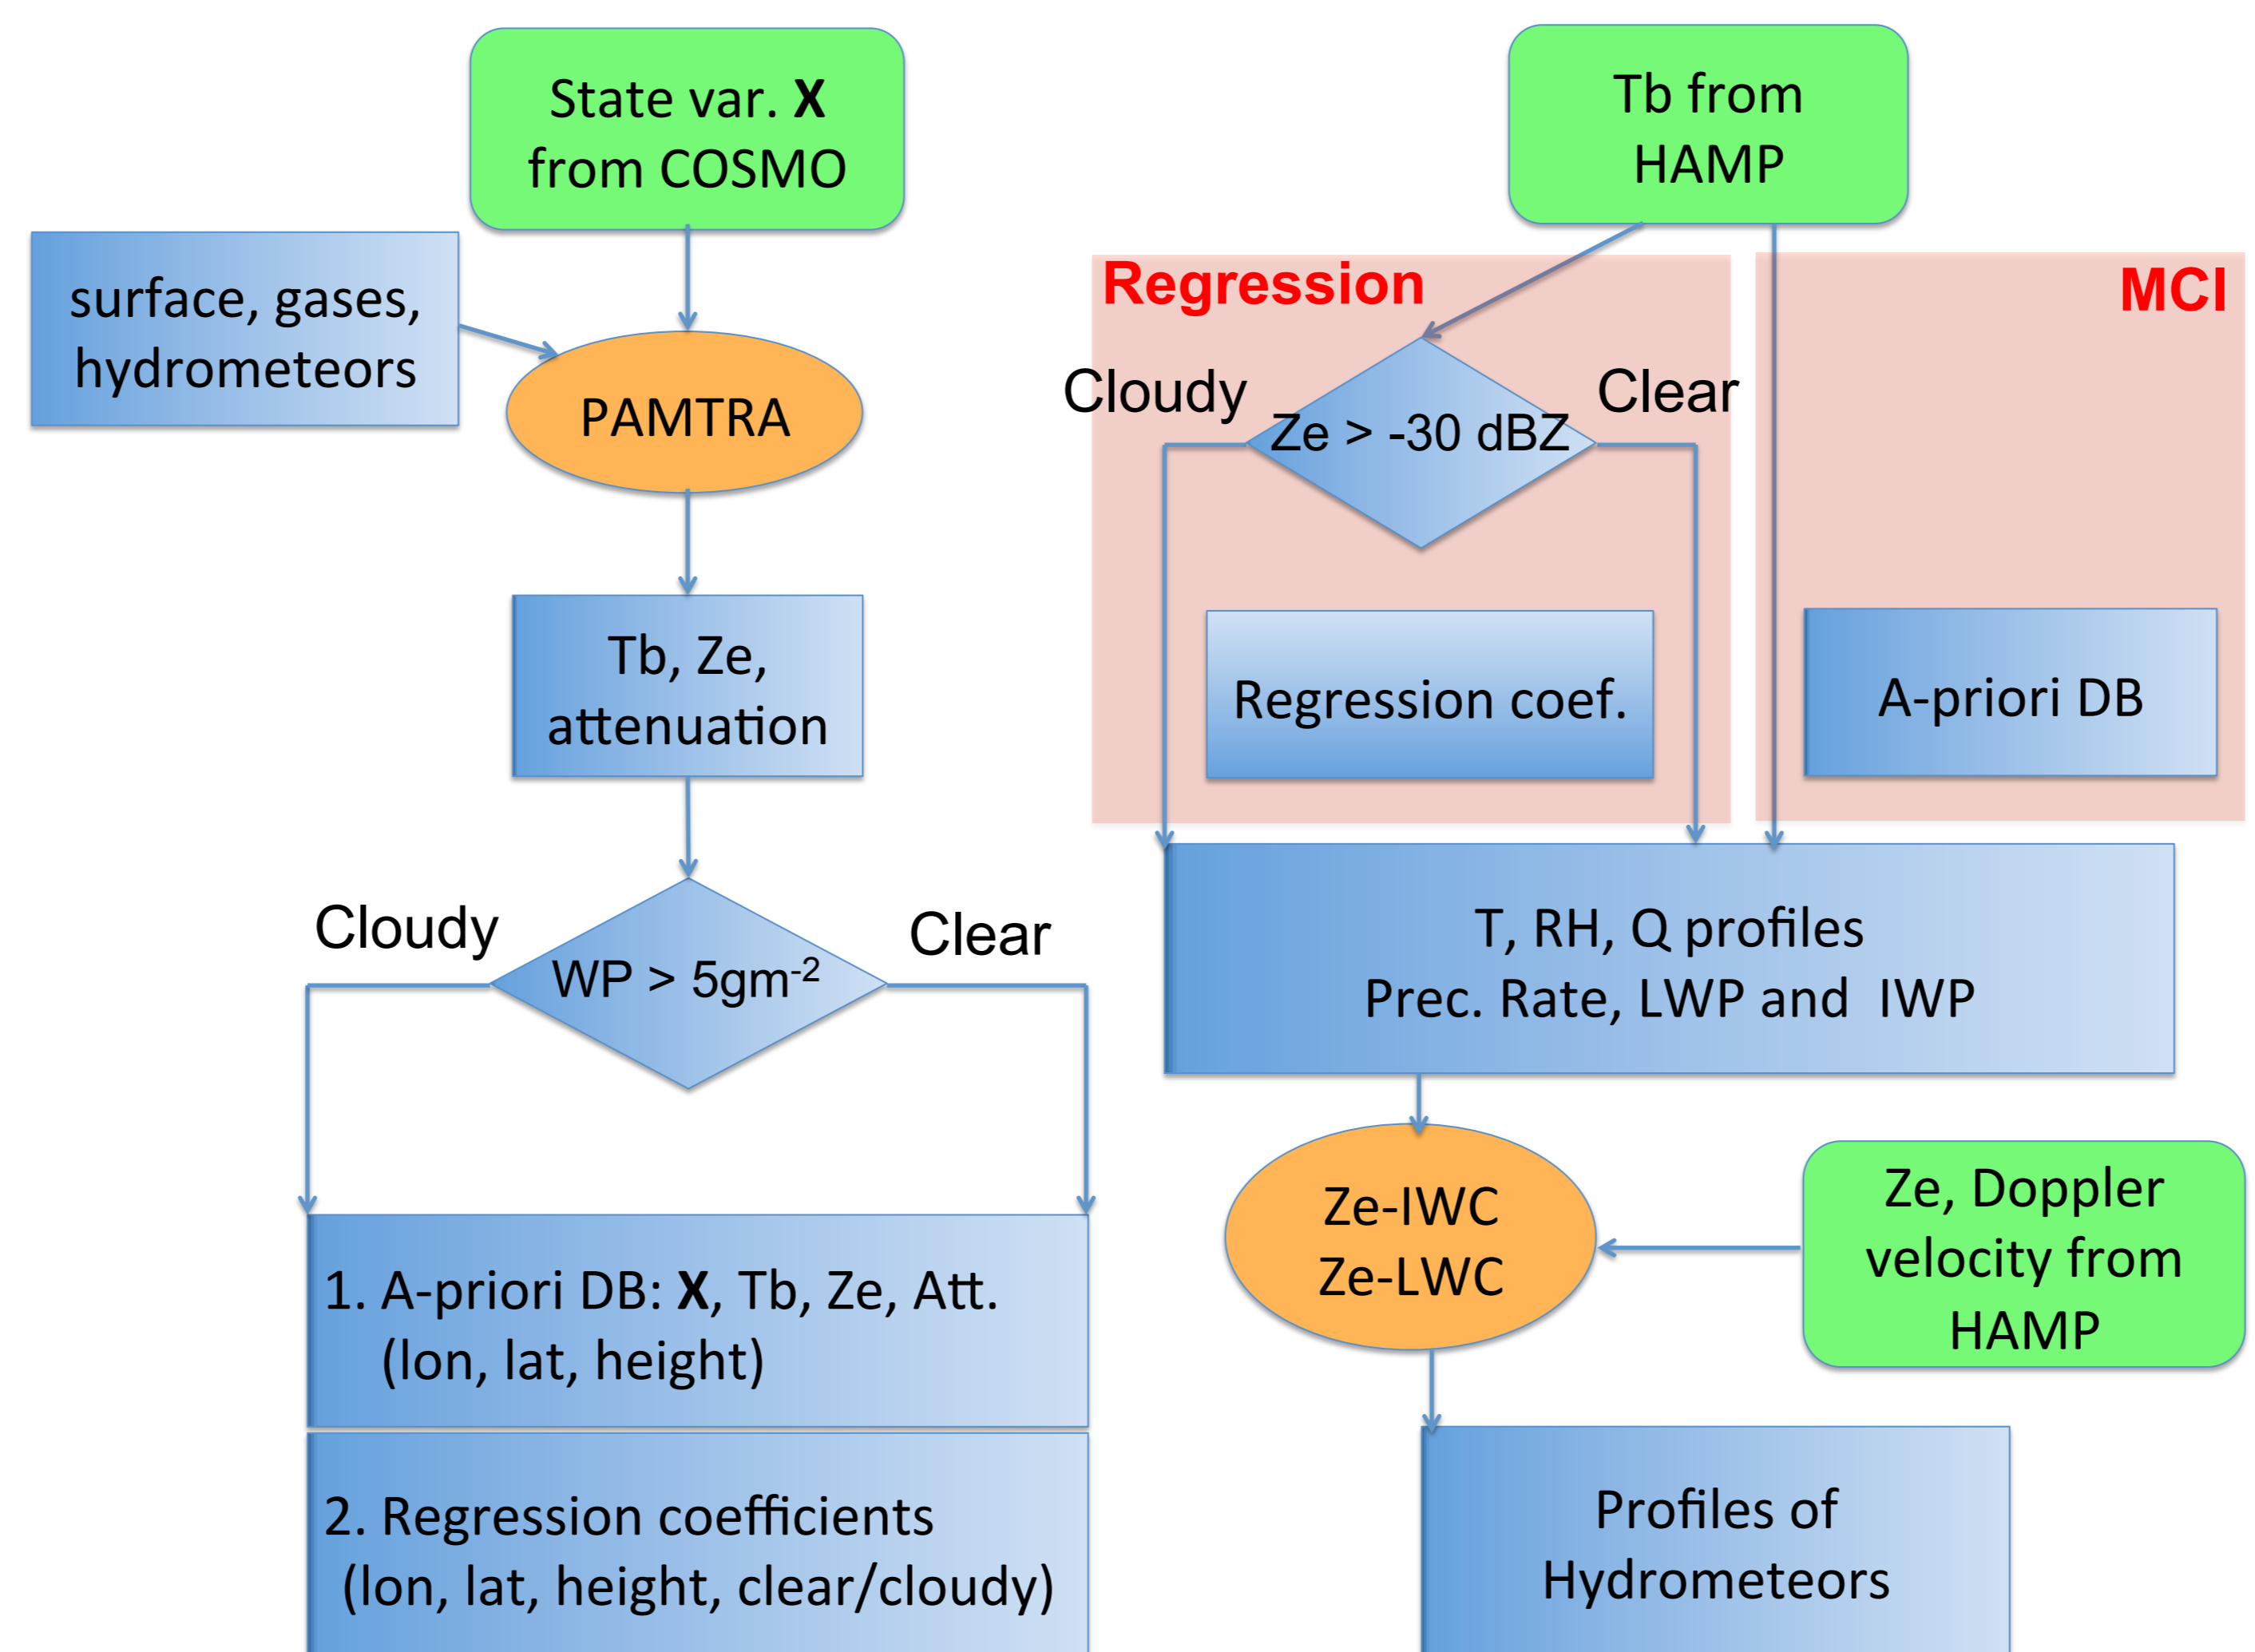 State var. X
from COSMO
surface, gases,
hydrometeors
PAMTRA
Tb, Ze,
attenuation
Cloudy
Clear
WP > 5gm⁻²
1. A-priori DB: X, Tb, Ze, Att.
(lon, lat, height)
2. Regression coefficients
(lon, lat, height, clear/cloudy)
Tb from
HAMP
Regression
MCI
Cloudy
Clear
Ze > -30 dBZ
Regression coef.
A-priori DB
T, RH, Q profiles
Prec. Rate, LWP and IWP
Ze-IWC
Ze-LWC
Ze, Doppler
velocity from
HAMP
Profiles of
Hydrometeors